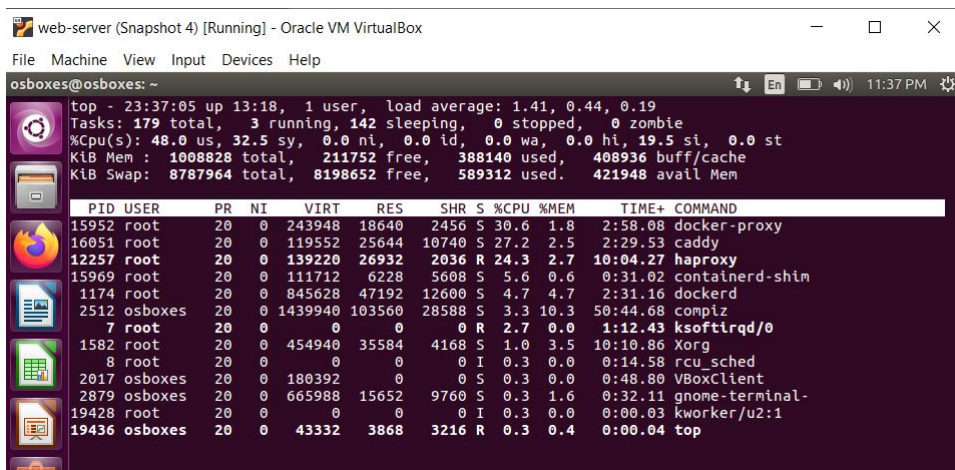 web-server (Snapshot 4) [Running] - Oracle VM VirtualBox
File Machine View Input Devices Help
osboxes@osboxes: ~ En 11:37 PM
top - 23:37:05 up 13:18, 1 user, load average: 1.41, 0.44, 0.19
Tasks: 179 total, 3 running, 142 sleeping, 0 stopped, 0 zombie
%Cpu(s): 48.0 us, 32.5 sy, 0.0 ni, 0.0 id, 0.0 wa, 0.0 hi, 19.5 si, 0.0 st
KiB Mem : 1008828 total, 211752 free, 388140 used, 408936 buff/cache
KiB Swap: 8787964 total, 8198652 free, 589312 used. 421948 avail Mem
PID USER PR NI VIRT RES SHR S %CPU %MEM TIME+ COMMAND
15952 root 20 0 243948 18640 2456 S 30.6 1.8 2:58.08 docker-proxy
16051 root 20 0 119552 25644 10740 S 27.2 2.5 2:29.53 caddy
12257 root 20 0 139220 26932 2036 R 24.3 2.7 10:04.27 haproxy
15969 root 20 0 111712 6228 5608 S 5.6 0.6 0:31.02 containerd-shim
1174 root 20 0 845628 47192 12600 S 4.7 4.7 2:31.16 dockerd
2512 osboxes 20 0 1439940 103560 28588 S 3.3 10.3 50:44.68 compiz
7 root 20 0 0 0 0 R 2.7 0.0 1:12.43 ksoftirqd/0
1582 root 20 0 454940 35584 4168 S 1.0 3.5 10:10.86 Xorg
8 root 20 0 0 0 0 I 0.3 0.0 0:14.58 rcu_sched
2017 osboxes 20 0 180392 0 0 S 0.3 0.0 0:48.80 VBoxClient
2879 osboxes 20 0 665988 15652 9760 S 0.3 1.6 0:32.11 gnome-terminal-
19428 root 20 0 0 0 0 I 0.3 0.0 0:00.03 kworker/u2:1
19436 osboxes 20 0 43332 3868 3216 R 0.3 0.4 0:00.04 top